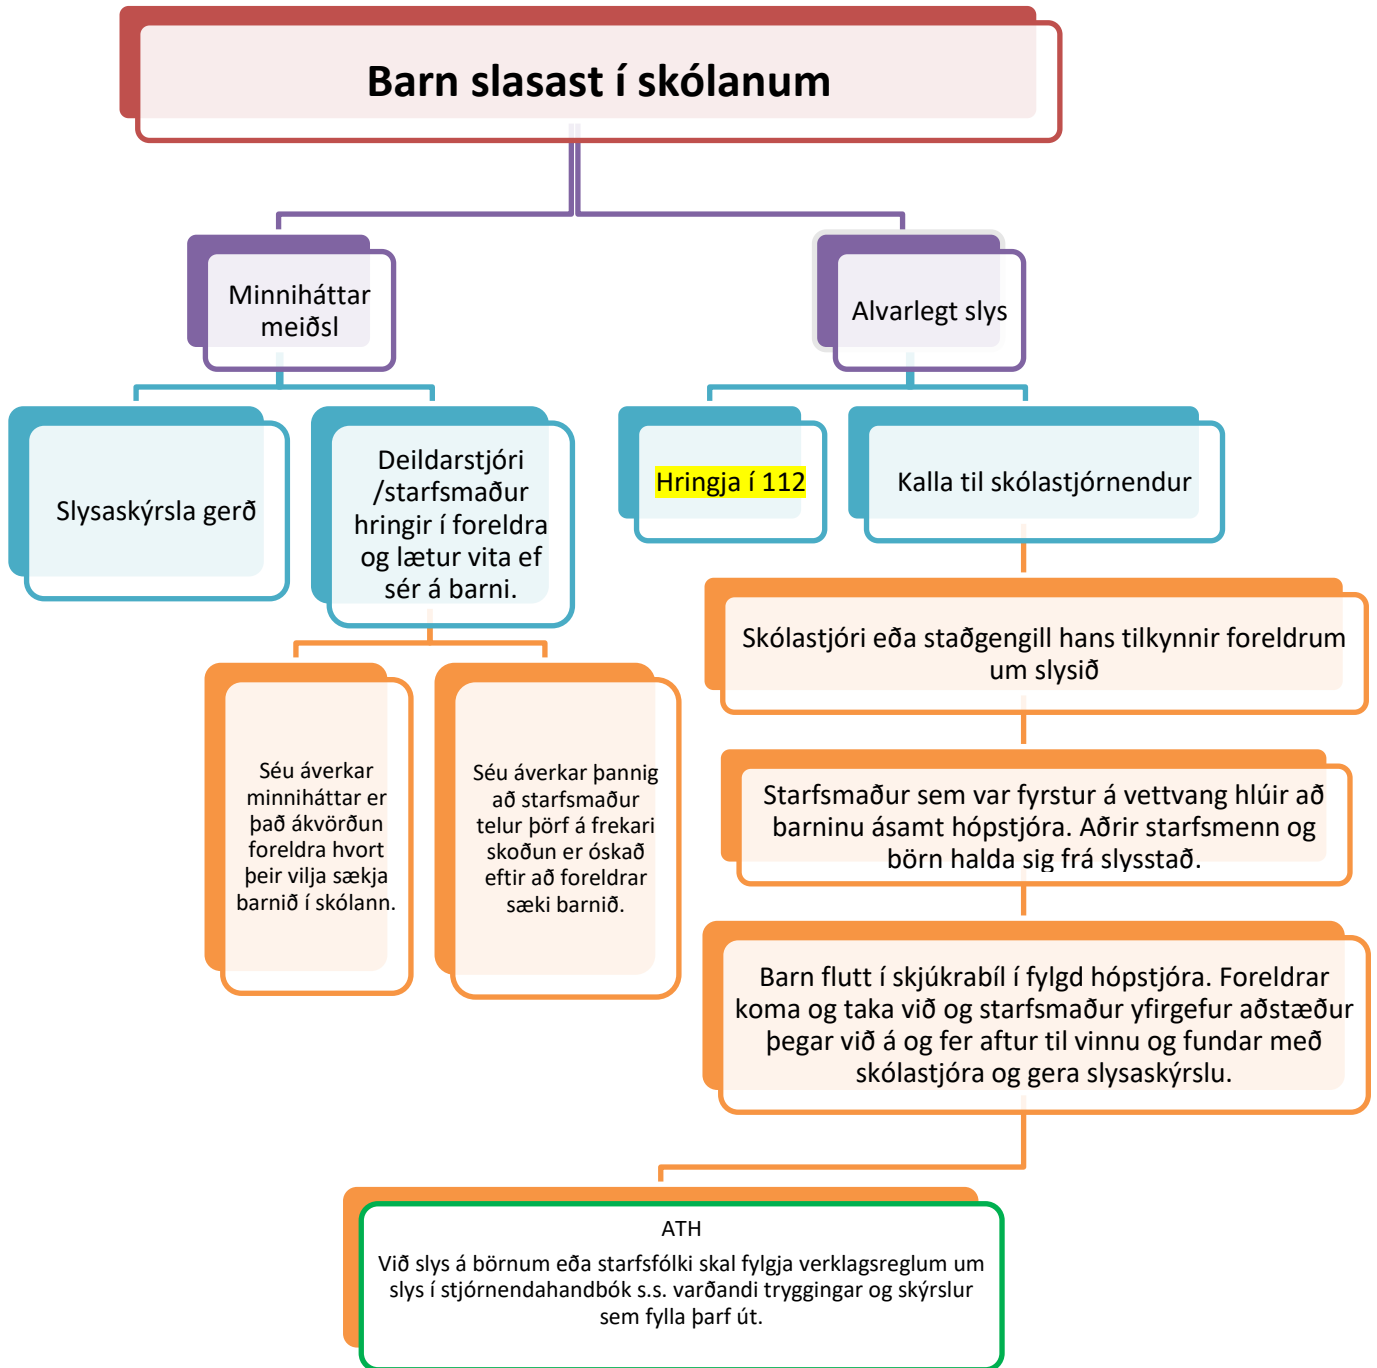 Barn slasast í skólanum
Minniháttar
meiðsl
Alvarlegt slys
Slysaskýrsla gerð
Deildarstjóri
/starfsmaður
hringir í foreldra
og lætur vita ef
sér á barni.
Hringja í 112
Kalla til skólastjórnendur
Séu áverkar
minniháttar er
það ákvörðun
foreldra hvort
þeir vilja sækja
barnið í skólann.
Séu áverkar þannig
að starfsmaður
telur þörf á frekari
skoðun er óskað
eftir að foreldrar
sæki barnið.
Skólastjóri eða staðgengill hans tilkynnir foreldrum
um slysið
Starfsmaður sem var fyrstur á vettvang hlúir að
barninu ásamt hópstjóra. Aðrir starfsmenn og
börn halda sig frá slysstað.
Barn flutt í skjúkrabíl í fylgd hópstjóra. Foreldrar
koma og taka við og starfsmaður yfirgefur aðstæður
þegar við á og fer aftur til vinnu og fundar með
skólastjóra og gera slysaskýrslu.
ATH
Við slys á börnum eða starfsfólki skal fylgja verklagsreglum um
slys í stjórnendahandbók s.s. varðandi tryggingar og skýrslur
sem fylla þarf út.